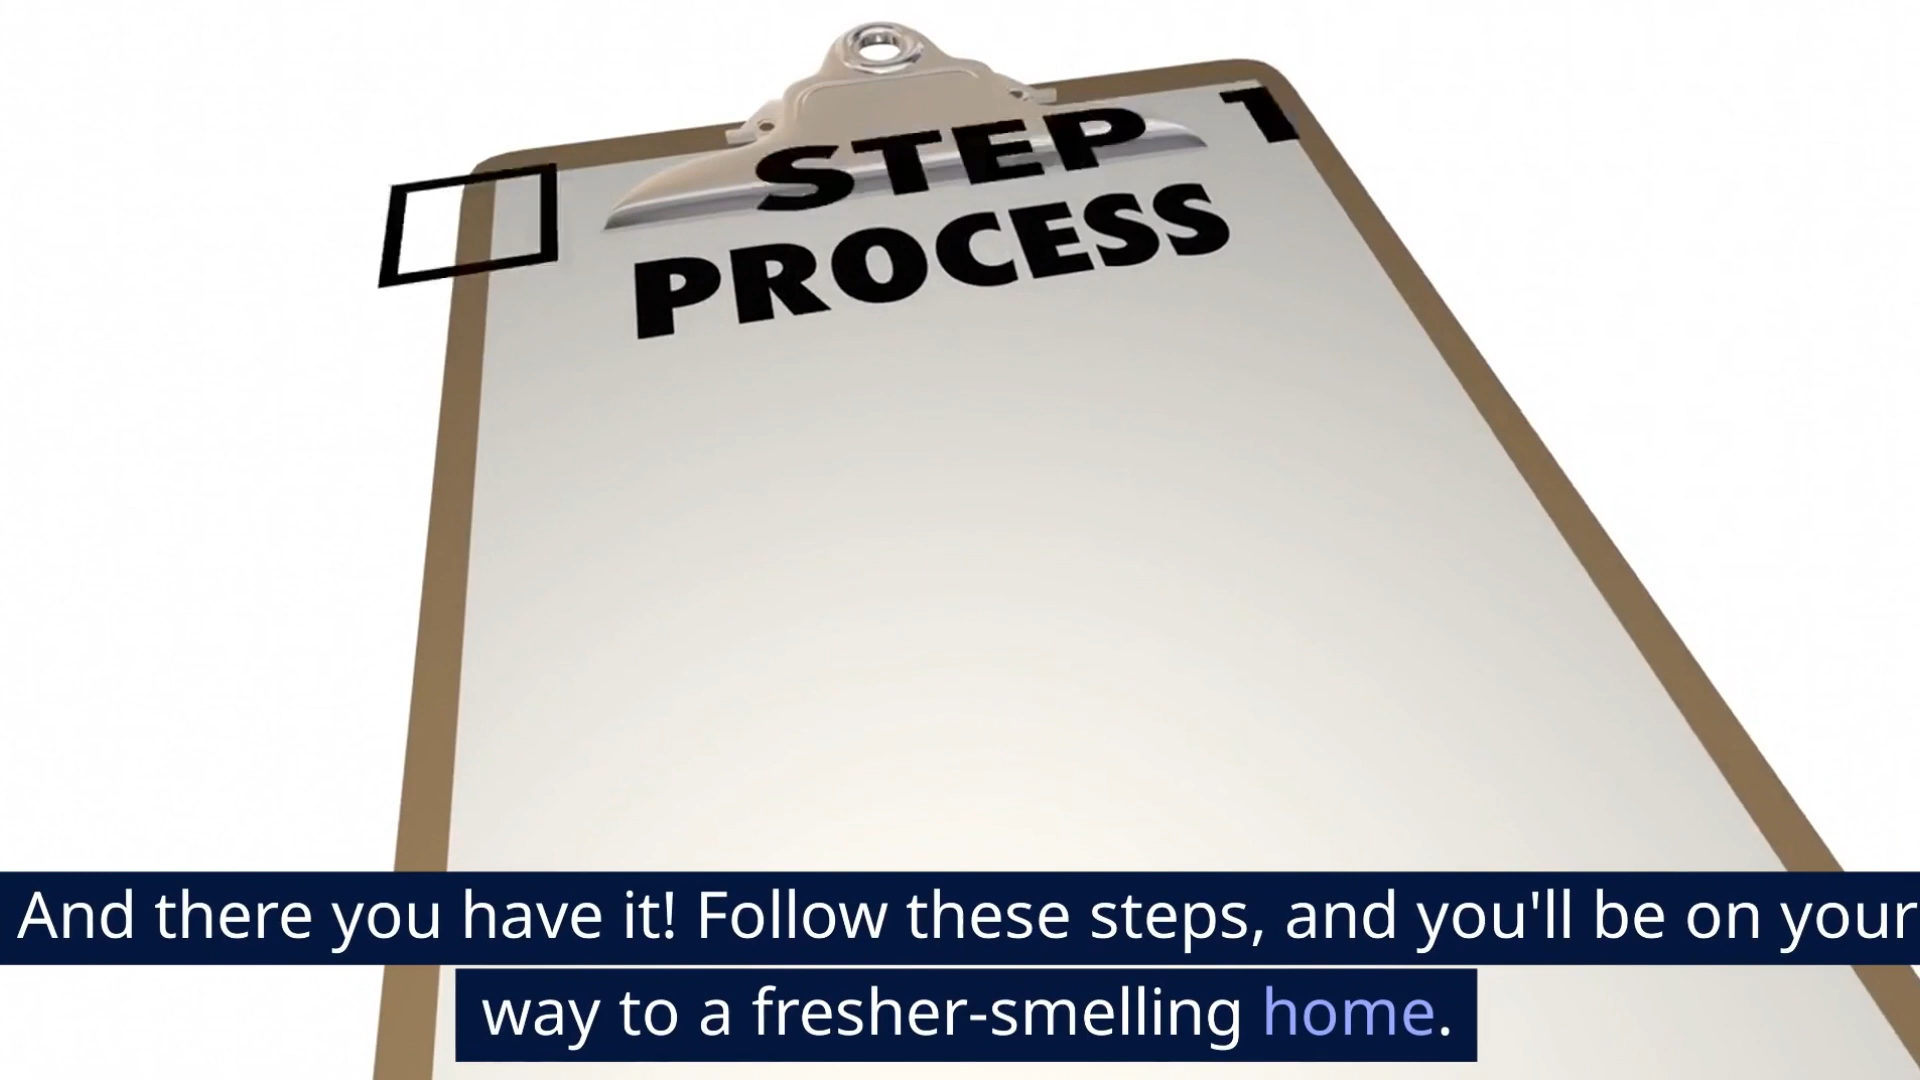 STEP 1
PROCESS
And there you have it! Follow these steps, and you'll be on your
way to a fresher-smelling home.